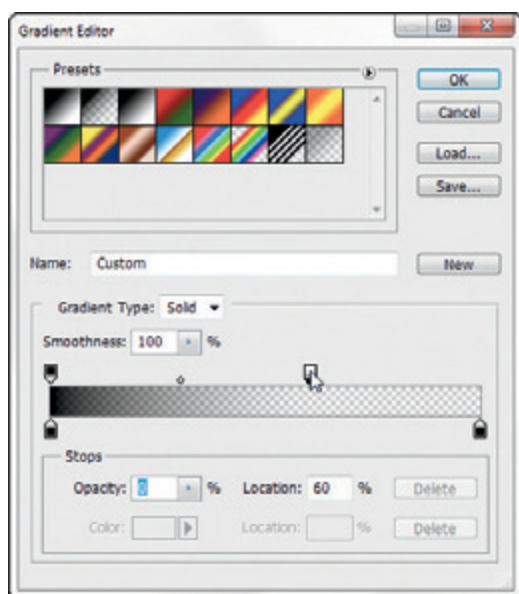 Gradient Editor
Presets
OK
Cancel
Load...
Save...
Name: Custom
New
Gradient Type: Solid
Smoothness: 100 %
Stops
Opacity: 0 % Location: 60 % Delete
Color: Location: % Delete